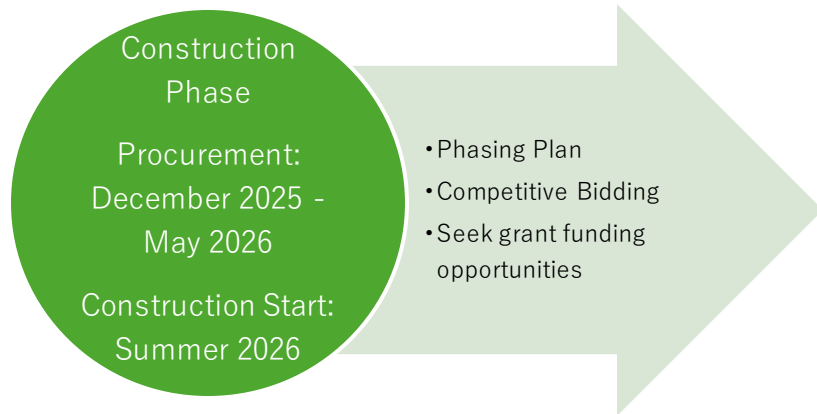 Construction
Phase
Procurement:
December 2025 -
May 2026
Construction Start:
Summer 2026
•Phasing Plan
•Competitive Bidding
•Seek grant funding
opportunities